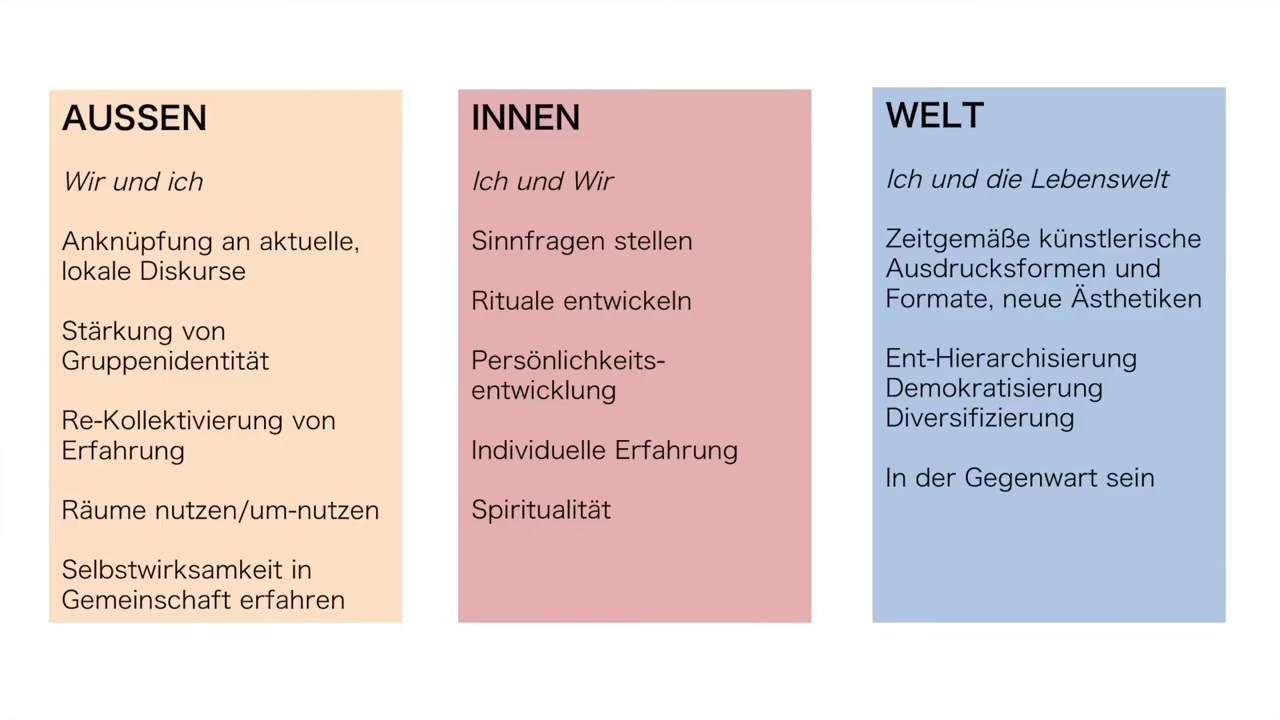 AUSSEN
Wir und ich
Anknüpfung an aktuelle,
lokale Diskurse
Stärkung von
Gruppenidentität
Re-Kollektivierung von
Erfahrung
Räume nutzen/um-nutzen
Selbstwirksamkeit in
Gemeinschaft erfahren
INNEN
Ich und Wir
Sinnfragen stellen
Rituale entwickeln
Persönlichkeits-
entwicklung
Individuelle Erfahrung
Spiritualität
WELT
Ich und die Lebenswelt
Zeitgemäße künstlerische
Ausdrucksformen und
Formate, neue Ästhetiken
Ent-Hierarchisierung
Demokratisierung
Diversifizierung
In der Gegenwart sein